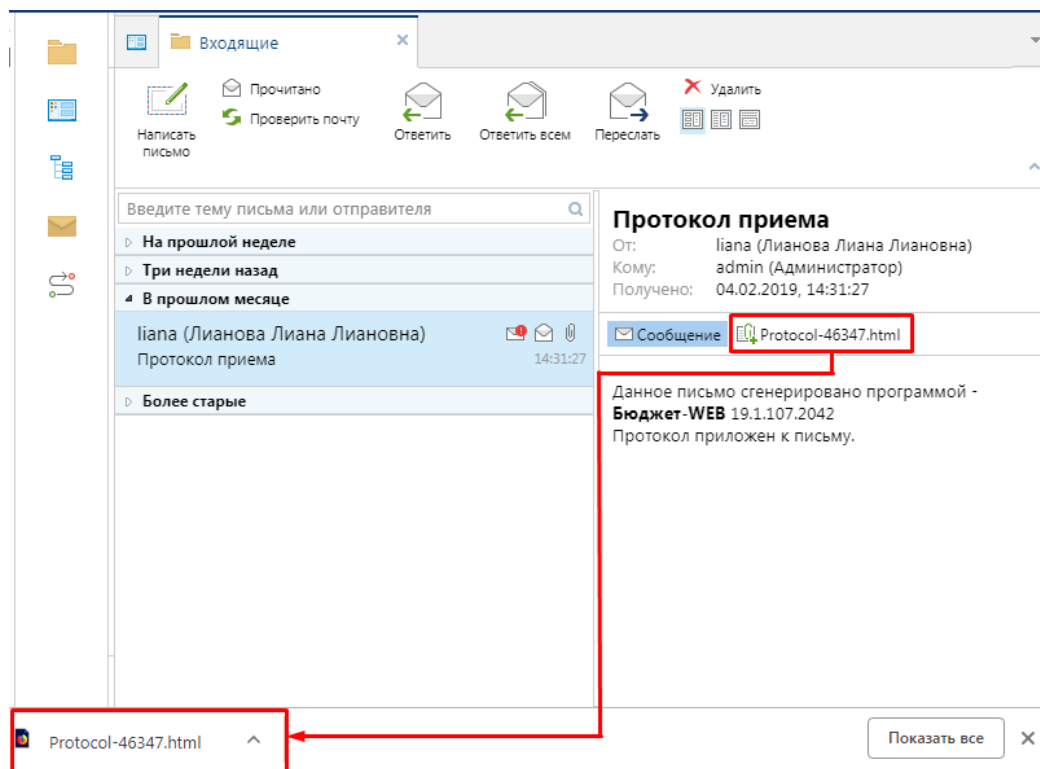 Входящие
Прочитано
Проверить почту
Написать
письмо
Ответить
Ответить всем
Переслать
Удалить
Введите тему письма или отправителя
На прошлой неделе
Три недели назад
В прошлом месяце
liana (Лианова Лиана Лиановна)
Протокол приема 14:31:27
Более старые
Протокол приема
От: liana (Лианова Лиана Лиановна)
Кому: admin (Администратор)
Получено: 04.02.2019, 14:31:27
Сообщение Protocol-46347.html
Данное письмо сгенерировано программой -
Бюджет-WEB 19.1.107.2042
Протокол приложен к письму.
Protocol-46347.html
Показать все